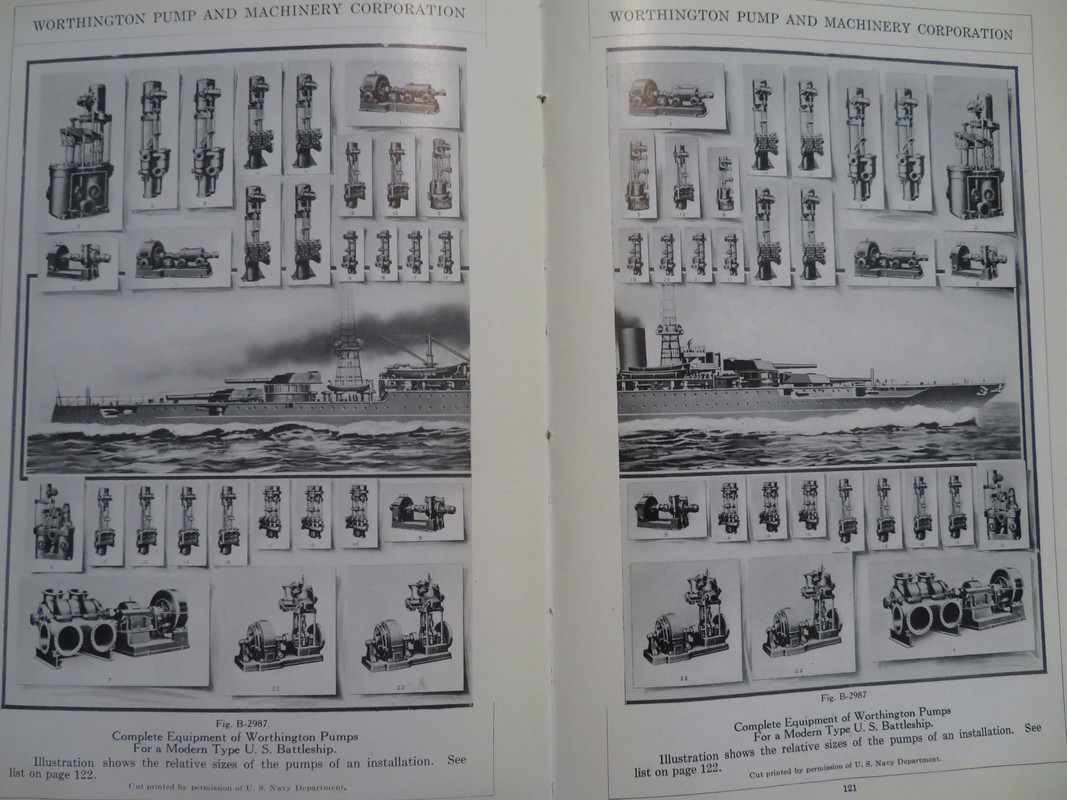 WORTHINGTON PUMP AND MACHINERY CORPORATION
Fig. B-2987.
Complete Equipment of Worthington Pumps
For a Modern Type U. S. Battleship.
Illustration shows the relative sizes of the pumps of an installation. See
list on page 122.
Cut printed by permission of U. S. Navy Department.
WORTHINGTON PUMP AND MACHINERY CORPORATION
Fig. B-2987
Complete Equipment of Worthington Pumps
For a Modern Type U. S. Battleship.
Illustration shows the relative sizes of the pumps of an installation. See
list on page 122.
Cut printed by permission of U. S. Navy Department.
121